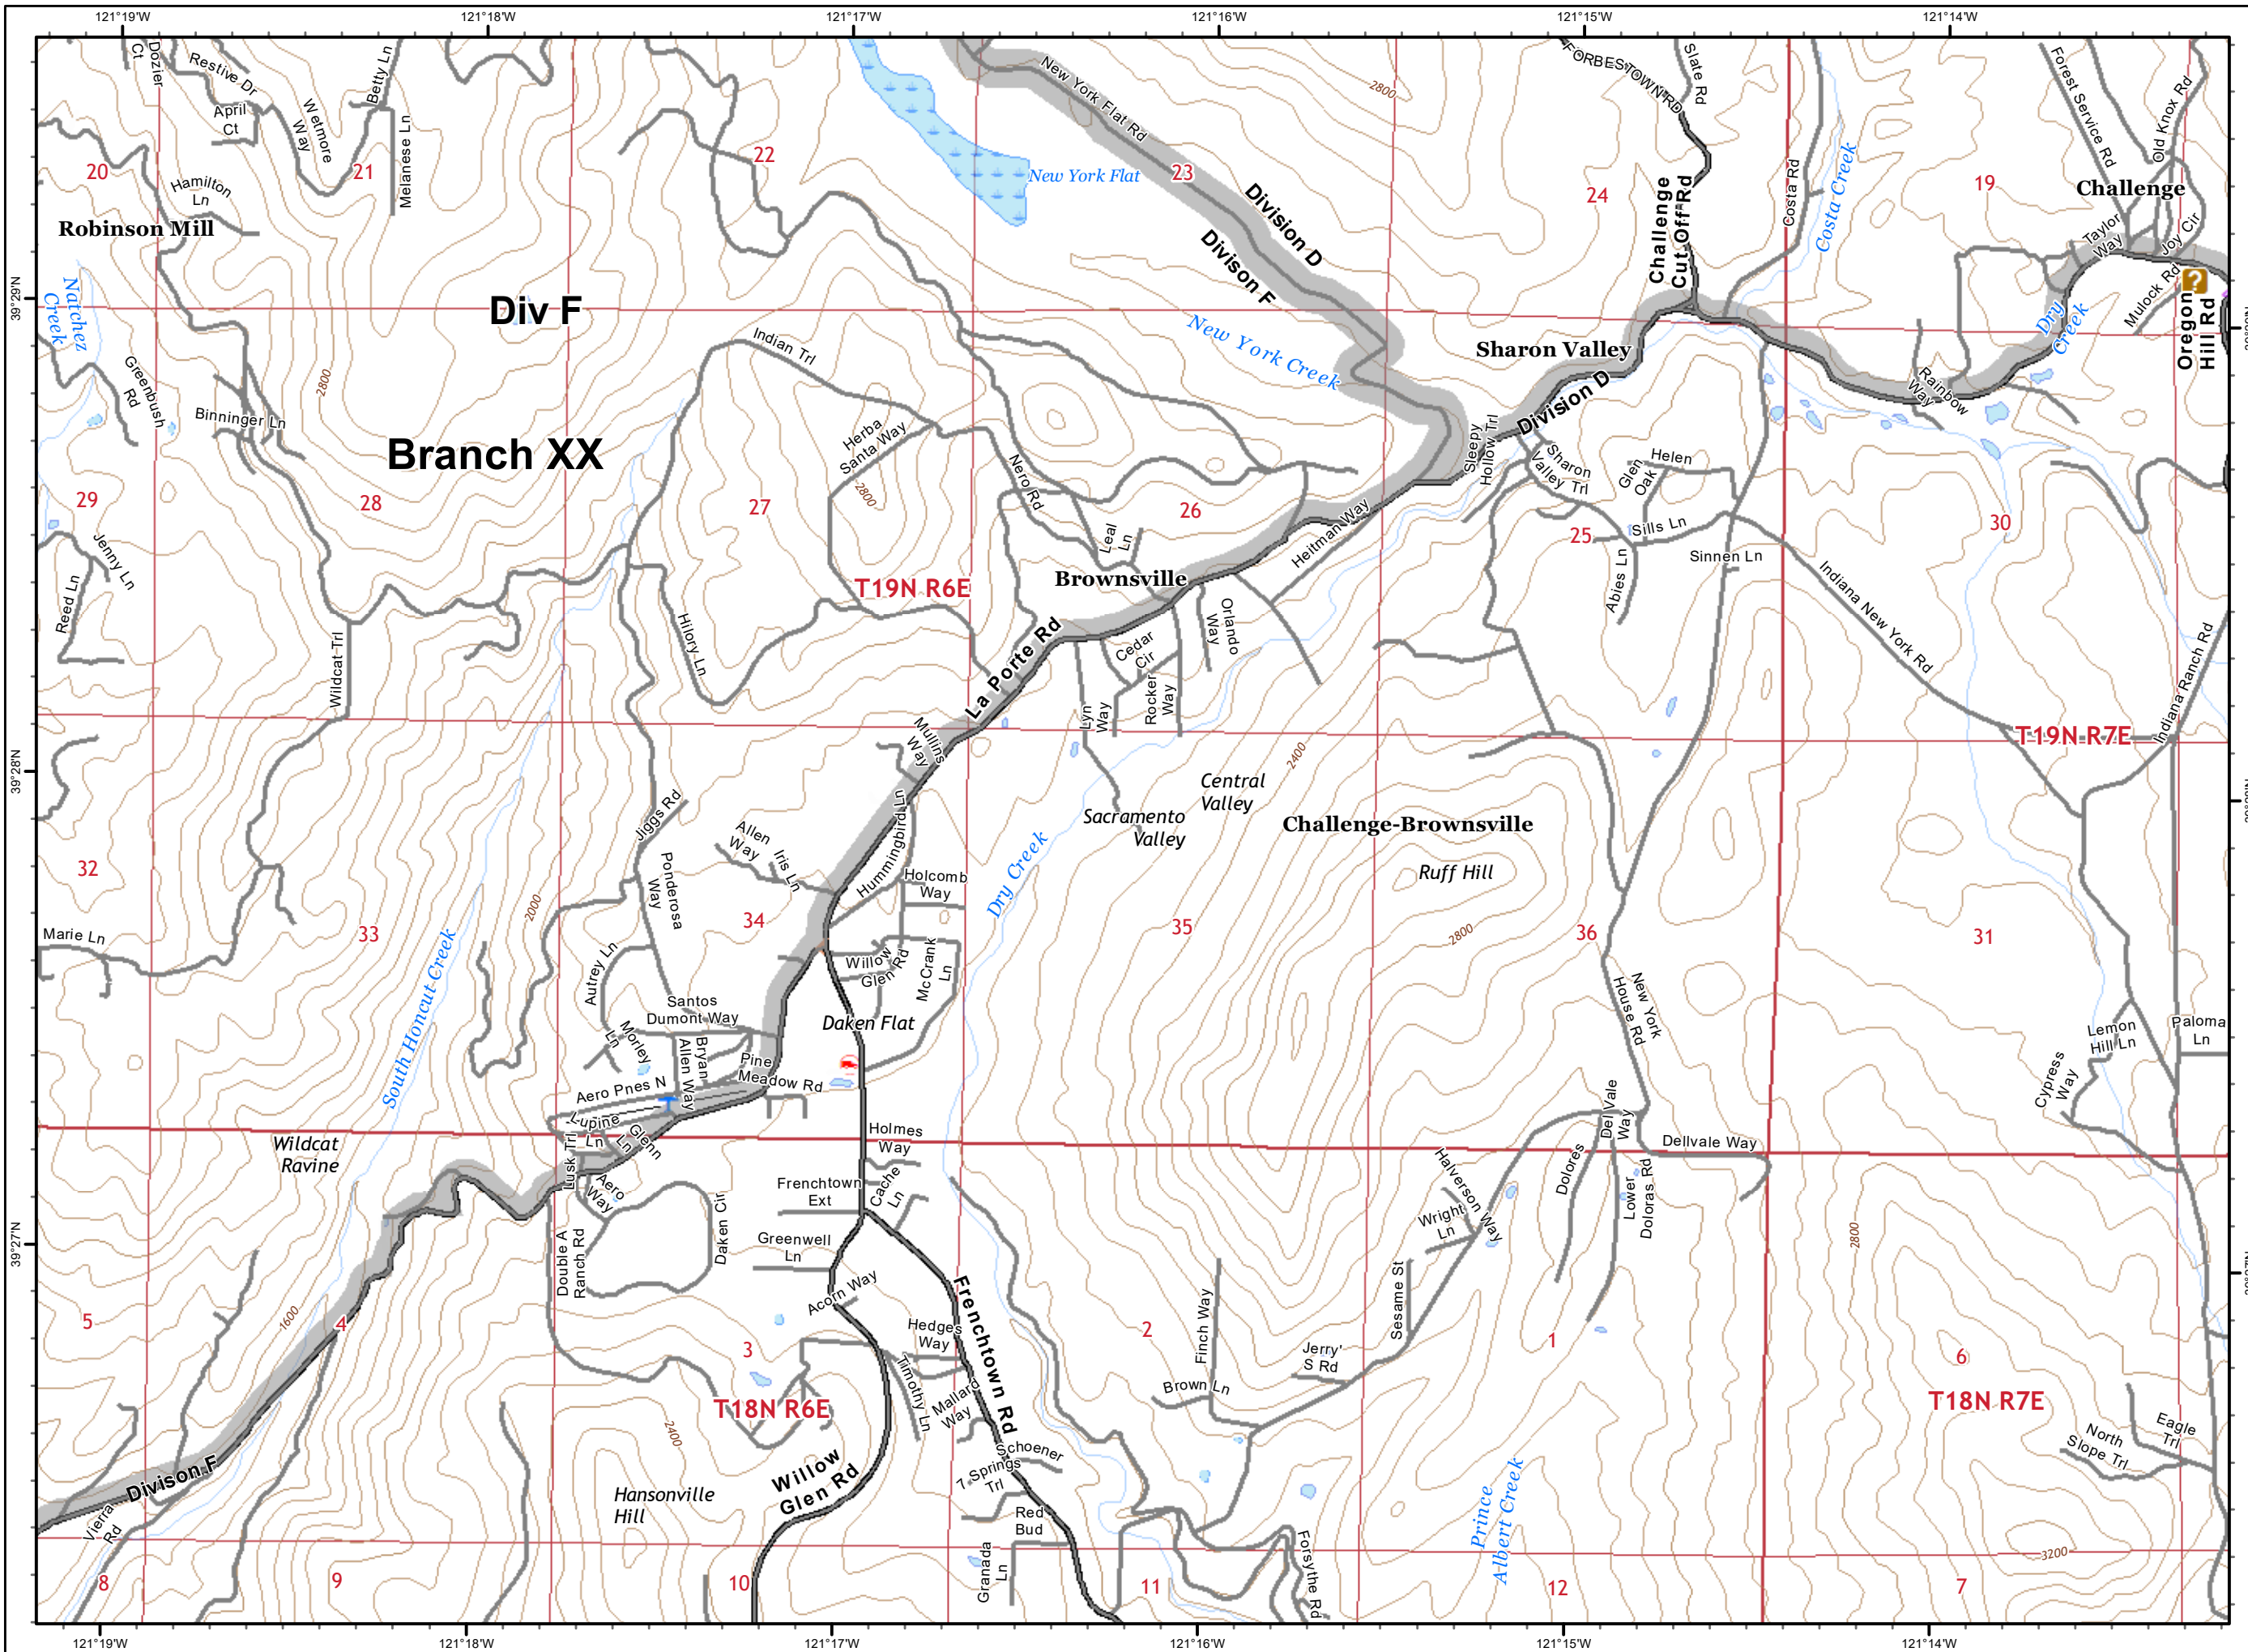 121°19'W
121°18'W
121°17'W
121°16'W
121°15'W
121°14'W
Ct
Dozier
Restive Dr
April
Ct
Wetmore
Way
Betty Ln
Melanese Ln
20
21
22
23
24
19
Hamilton
Ln
Robinson Mill
New York Flat Rd
New York Flat
Division D
Divison F
2800
FORBESTOWN RD
Slate Rd
Challenge
Cut Off Rd
Costa Rd
Costa Creek
Forest Service Rd
Old Knox Rd
Challenge
Taylor
Way
Joy Cir
Mulock Rd
Oregon
Hill Rd
?
39°29'N
Natchez
Creek
Div F
New York Creek
Sharon Valley
Division D
Dry
Creek
Rainbow
Way
Greenbush
Rd
2800
Binninger Ln
Indian Trl
Herba
Santa Way
2800
Branch XX
29
28
27
26
25
30
Nero Rd
Leal
Ln
Sleepy
Hollow Trl
Sharon
Valley Trl
Glen
Oak
Helen
Sills Ln
Sinnen Ln
Abies Ln
Heitman Way
Jenny Ln
Reed Ln
Wildcat Trl
Hilory Ln
T19N R6E
Brownsville
La Porte Rd
Orlando
Way
Cedar
Cir
Rocker
Way
Lyn
Way
Indiana New York Rd
Indiana Ranch Rd
T19N R7E
39°28'N
Mullins
Way
Jiggs Rd
Allen
Way
Iris Ln
Hummingbird Ln
Holcomb
Way
Ponderosa
Way
2400
Central
Valley
Sacramento
Valley
Challenge-Brownsville
Ruff Hill
Dry Creek
32
33
34
35
36
31
2000
2800
Marie Ln
South Honcut Creek
Autrey Ln
Willow
Glen Rd
McCrank
Ln
Santos
Dumont Way
Morley
Ln
Bryan
Allen Way
Pine
Meadow Rd
Daken Flat
New York
House Rd
Lemon
Hill Ln
Paloma
Ln
Cypress
Way
Aero Pnes N
Lupine
Ln
Glenn
Ln
Lusk Trl
Aero
Way
Wildcat
Ravine
Holmes
Way
Cache
Ln
Frenchtown
Ext
Greenwell
Ln
Daken Cir
Double A
Ranch Rd
Acorn Way
Del Vale
Way
Dellvale Way
Dolores
Lower
Doloras Rd
Halverson Way
Wright
Ln
Sesame St
2800
39°27'N
1600
5
4
3
2
1
6
Finch Way
Jerry'
S Rd
Brown Ln
Hedges
Way
Frenchtown Rd
Timothy Ln
Mallard
Way
T18N R6E
T18N R7E
2400
Willow
Glen Rd
Schoener
7 Springs
Trl
Hansonville
Hill
Divison F
Vierra
Rd
Red
Bud
Granada
Ln
Forsythe Rd
Prince
Albert Creek
North
Slope Trl
Eagle
Trl
3200
8
9
10
11
12
7
121°19'W
121°18'W
121°17'W
121°16'W
121°15'W
121°14'W